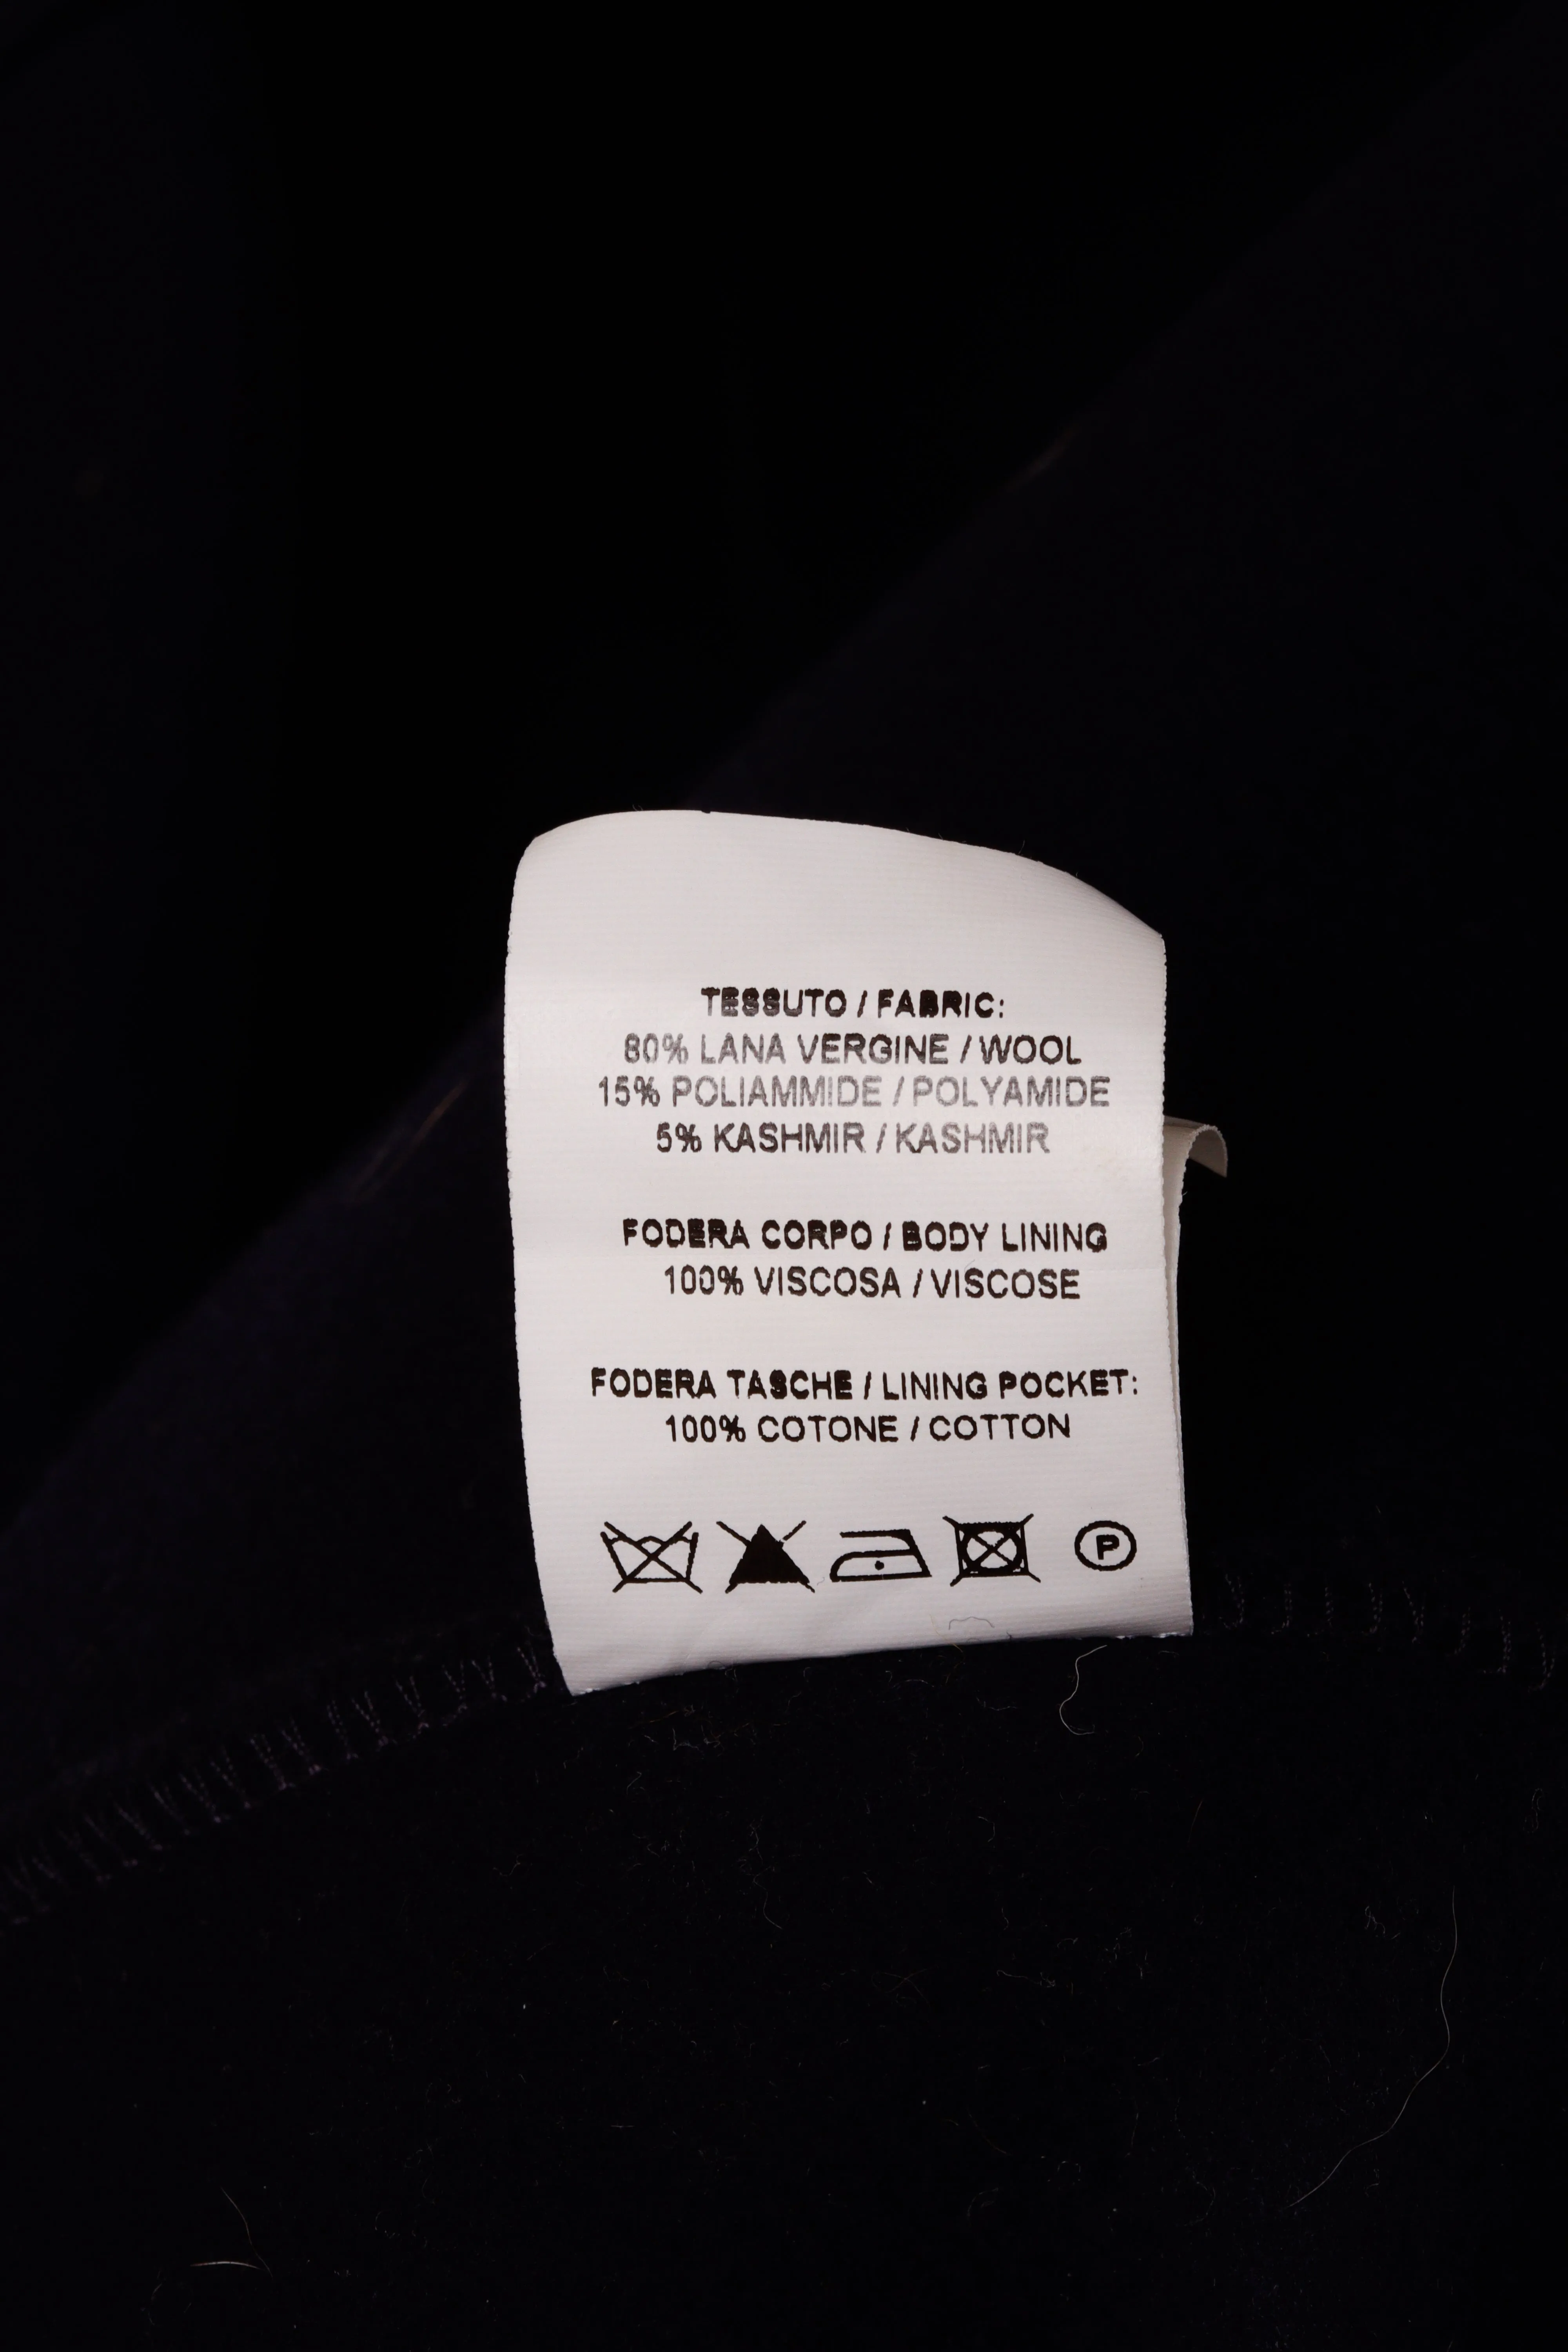 TESSUTO / FABRIC:
80% LANA VERGINE / WOOL
15% POLIAMMIDE / POLYAMIDE
5% KASHMIR / KASHMIR
FODERA CORPO / BODY LINING
100% VISCOSA / VISCOSE
FODERA TASCHE / LINING POCKET:
100% COTONE / COTTON
P